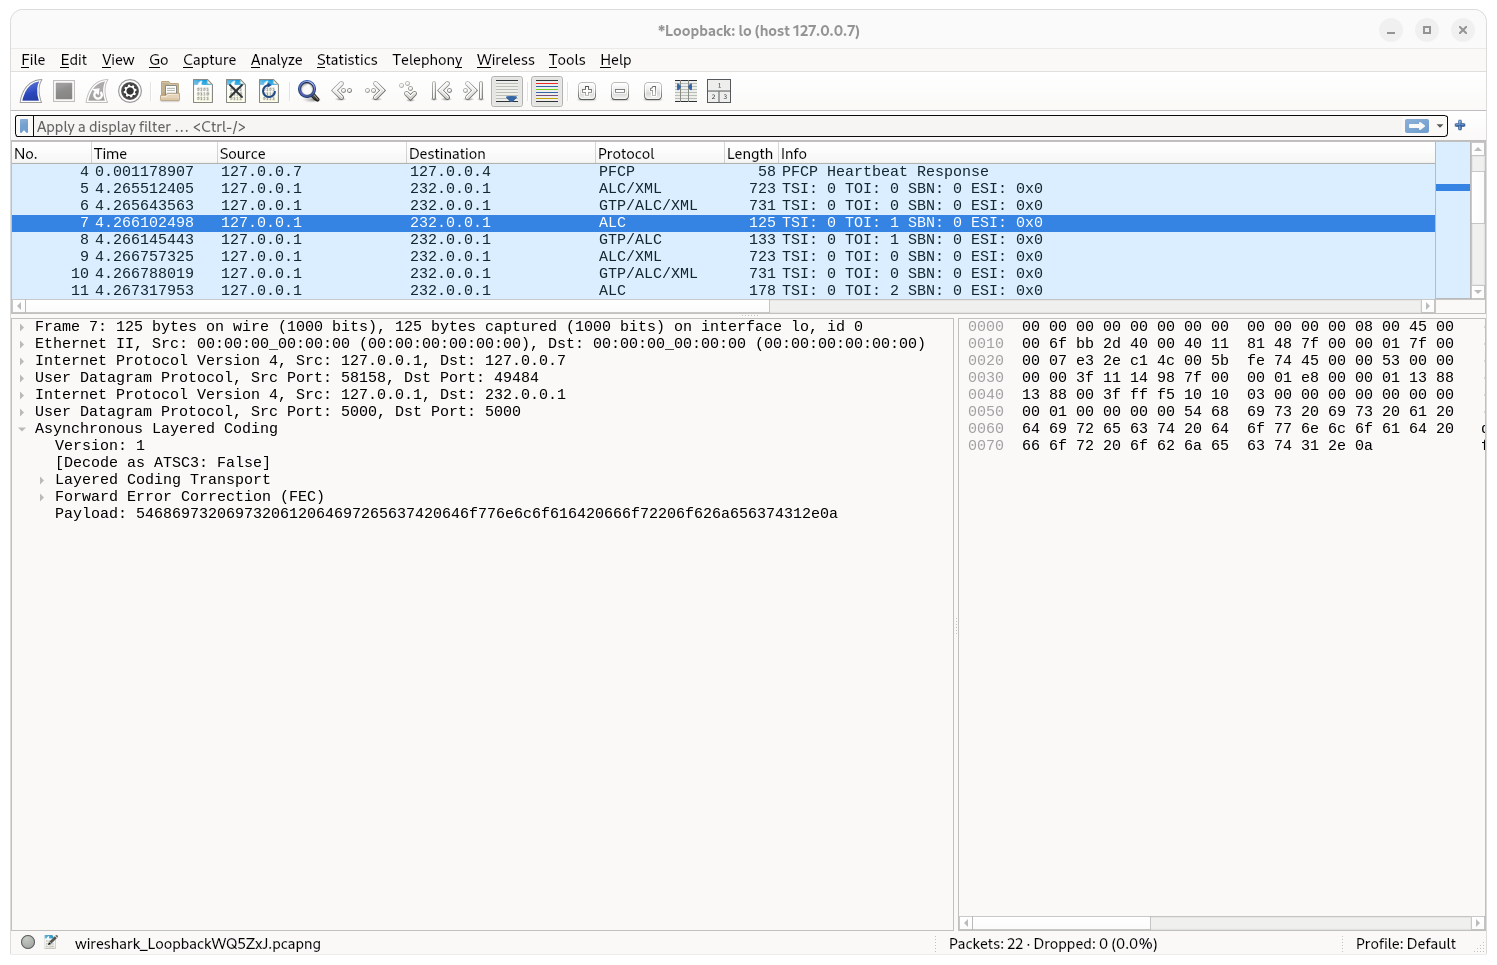 *Loopback: lo (host 127.0.0.7)
File Edit View Go Capture Analyze Statistics Telephony Wireless Tools Help
Apply a display filter … <Ctrl-/>
No. Time Source Destination Protocol Length Info
4 0.001178907 127.0.0.7 127.0.0.4 PFCP 58 PFCP Heartbeat Response
5 4.265512405 127.0.0.1 232.0.0.1 ALC/XML 723 TSI: 0 TOI: 0 SBN: 0 ESI: 0x0
6 4.265643563 127.0.0.1 232.0.0.1 GTP/ALC/XML 731 TSI: 0 TOI: 0 SBN: 0 ESI: 0x0
7 4.266102498 127.0.0.1 232.0.0.1 ALC 125 TSI: 0 TOI: 1 SBN: 0 ESI: 0x0
8 4.266145443 127.0.0.1 232.0.0.1 GTP/ALC 133 TSI: 0 TOI: 1 SBN: 0 ESI: 0x0
9 4.266757325 127.0.0.1 232.0.0.1 ALC/XML 723 TSI: 0 TOI: 0 SBN: 0 ESI: 0x0
10 4.266788019 127.0.0.1 232.0.0.1 GTP/ALC/XML 731 TSI: 0 TOI: 0 SBN: 0 ESI: 0x0
11 4.267317953 127.0.0.1 232.0.0.1 ALC 178 TSI: 0 TOI: 2 SBN: 0 ESI: 0x0
Frame 7: 125 bytes on wire (1000 bits), 125 bytes captured (1000 bits) on interface lo, id 0
Ethernet II, Src: 00:00:00_00:00:00 (00:00:00:00:00:00), Dst: 00:00:00_00:00:00 (00:00:00:00:00:00)
Internet Protocol Version 4, Src: 127.0.0.1, Dst: 127.0.0.7
User Datagram Protocol, Src Port: 58158, Dst Port: 49484
Internet Protocol Version 4, Src: 127.0.0.1, Dst: 232.0.0.1
User Datagram Protocol, Src Port: 5000, Dst Port: 5000
Asynchronous Layered Coding
Version: 1
[Decode as ATSC3: False]
Layered Coding Transport
Forward Error Correction (FEC)
Payload: 546869732069732061206469726563742064 6f776e6c6f616420666f72206f626a656374312e0a
0000 00 00 00 00 00 00 00 00 00 00 00 00 08 00 45 00
0010 00 6f bb 2d 40 00 40 11 81 48 7f 00 00 01 7f 00
0020 00 07 e3 2e c1 4c 00 5b fe 74 45 00 00 53 00 00
0030 00 00 3f 11 14 98 7f 00 00 01 e8 00 00 01 13 88
0040 13 88 00 3f ff f5 10 10 03 00 00 00 00 00 00 00
0050 00 01 00 00 00 00 54 68 69 73 20 69 73 20 61 20
0060 64 69 72 65 63 74 20 64 6f 77 6e 6c 6f 61 64 20
0070 66 6f 72 20 6f 62 6a 65 63 74 31 2e 0a
wireshark_LoopbackWQ5ZxJ.pcapng
Packets: 22 · Dropped: 0 (0.0%)
Profile: Default